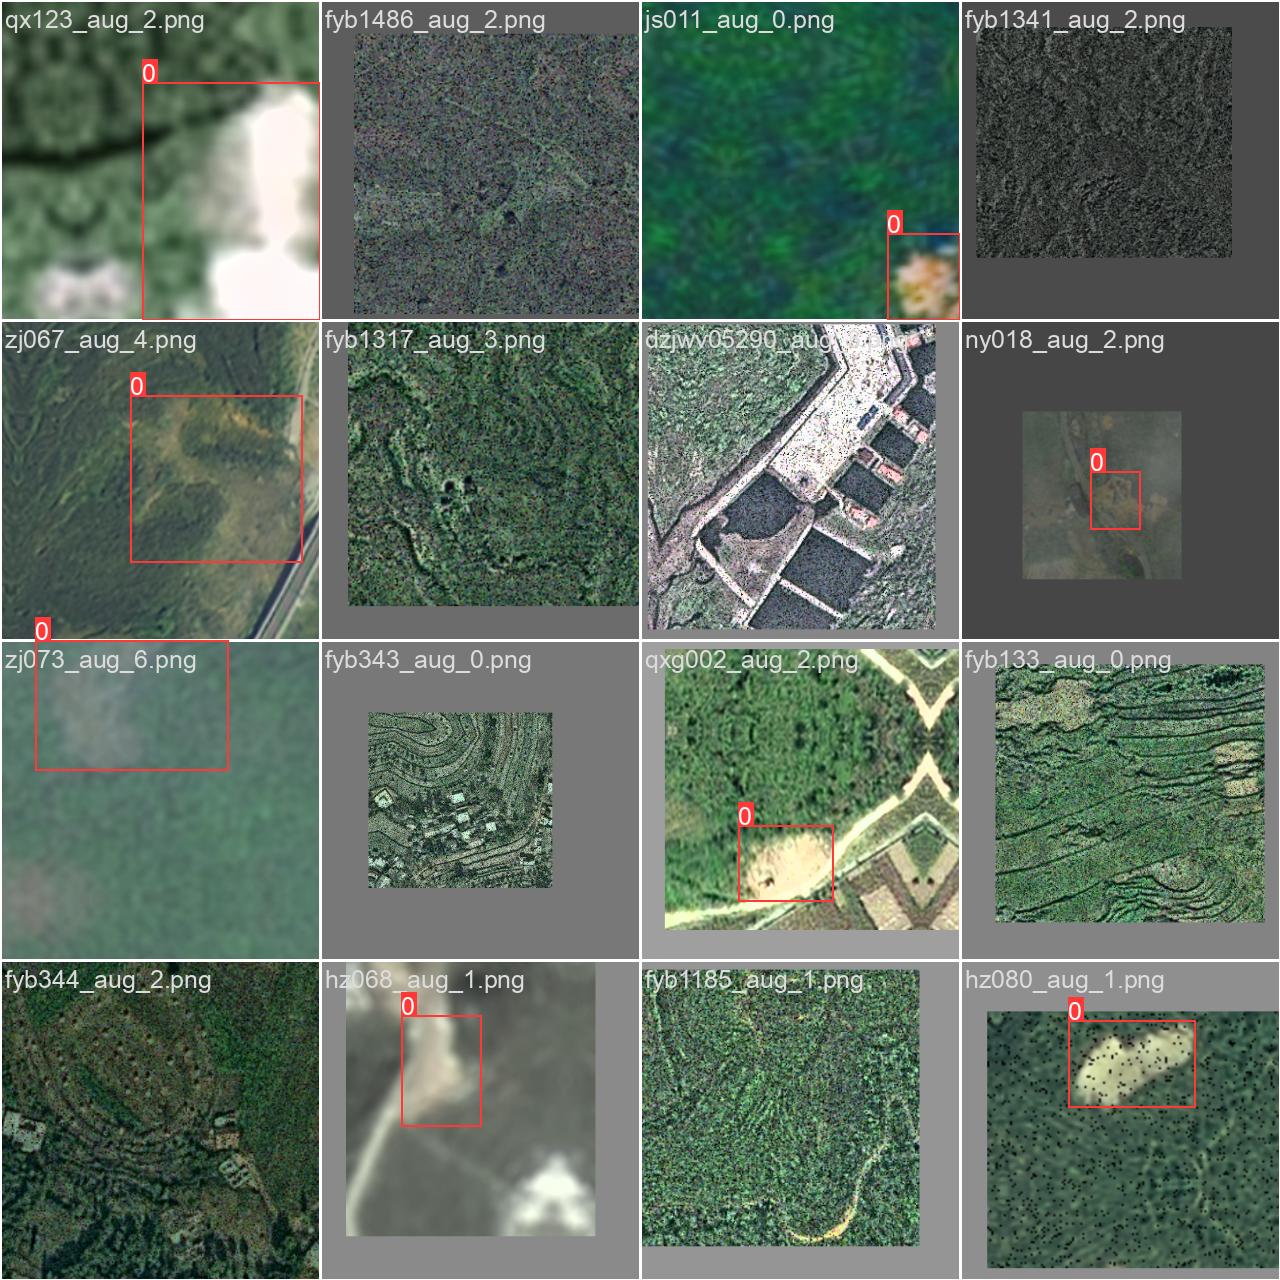 qx123_aug_2.png
fyb1486_aug_2.png
js011_aug_0.png
fyb1341_aug_2.png
0
0
zj067_aug_4.png
fyb1317_aug_3.png
dzjwv05290_aug
ny018_aug_2.png
0
0
zj073_aug_6.png
fyb343_aug_0.png
qxg002_aug_2.png
fyb133_aug_0.png
0
0
fyb344_aug_2.png
hz068_aug_1.png
fyb1185_aug_1.png
hz080_aug_1.png
0
0